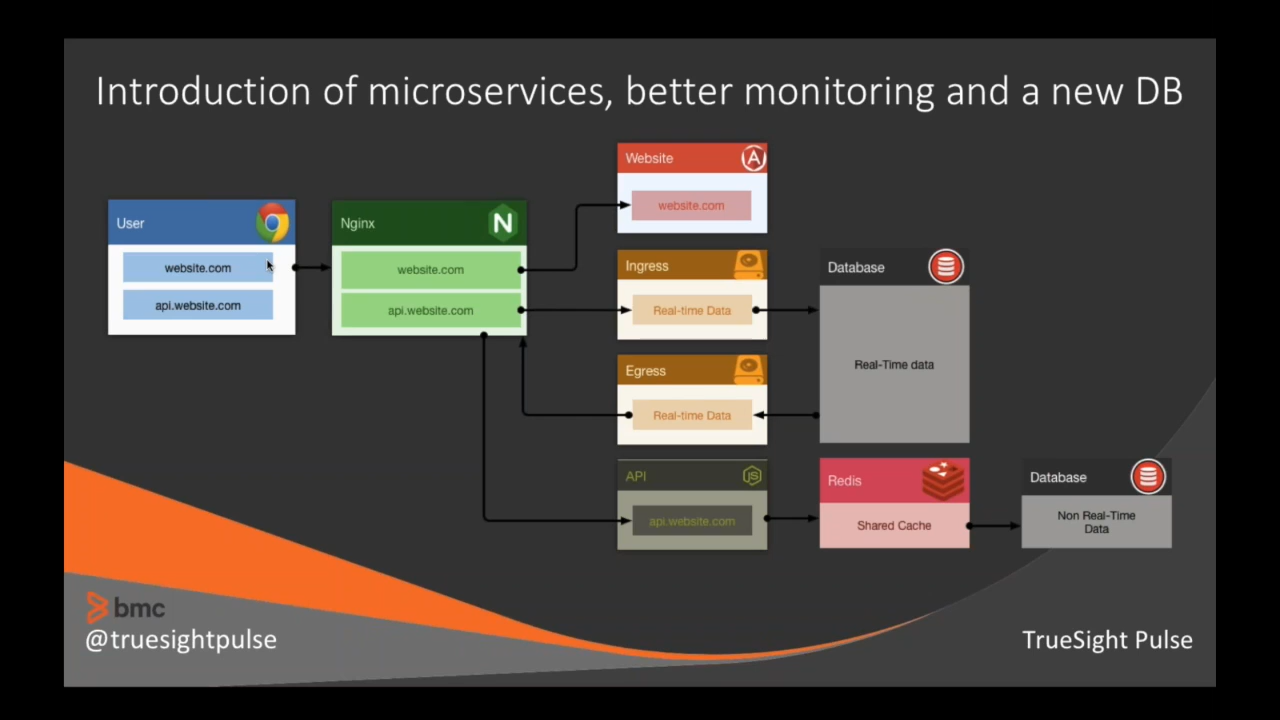 Introduction of microservices, better monitoring and a new DB
User
website.com
api.website.com
Nginx
website.com
api.website.com
Website
website.com
Ingress
Real-time Data
Egress
Real-time Data
API
api.website.com
Database
Real-Time data
Redis
Shared Cache
Database
Non Real-Time
Data
bmc
@truesightpulse
TrueSight Pulse